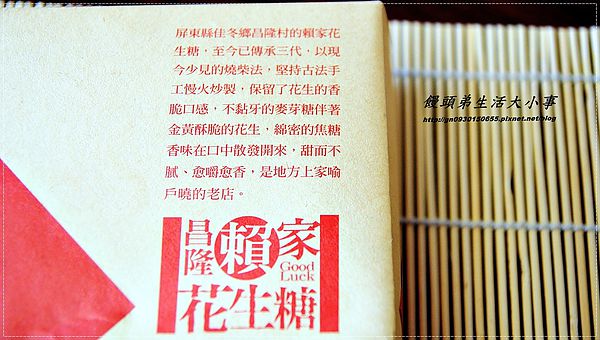 屏東縣佳冬鄉昌隆村的賴家花
生糖，至今已傳承三代，以現
今少見的燒柴法，堅持古法手
工慢火炒製，保留了花生的香
脆口感，不黏牙的麥芽糖伴著
金黃酥脆的花生，綿密的焦糖
香味在口中散發開來，甜而不
膩、愈嚼愈香，是地方上家喻
戶曉的老店。
昌隆
賴家
Good
Luck
花生糖
饅頭弟生活大小事
http://gn0930150655.pixnet.net/blog